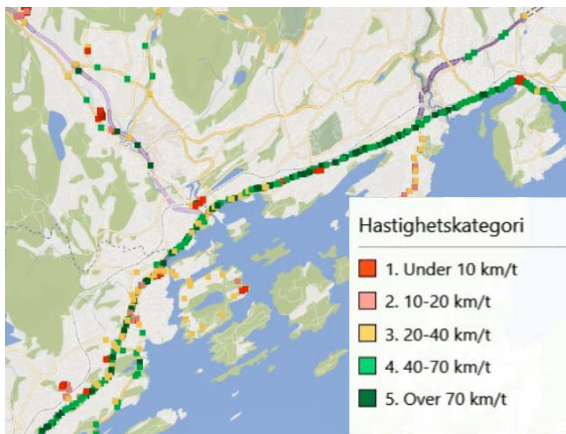 Hastighetskategori
1. Under 10 km/t
2. 10-20 km/t
3. 20-40 km/t
4. 40-70 km/t
5. Over 70 km/t